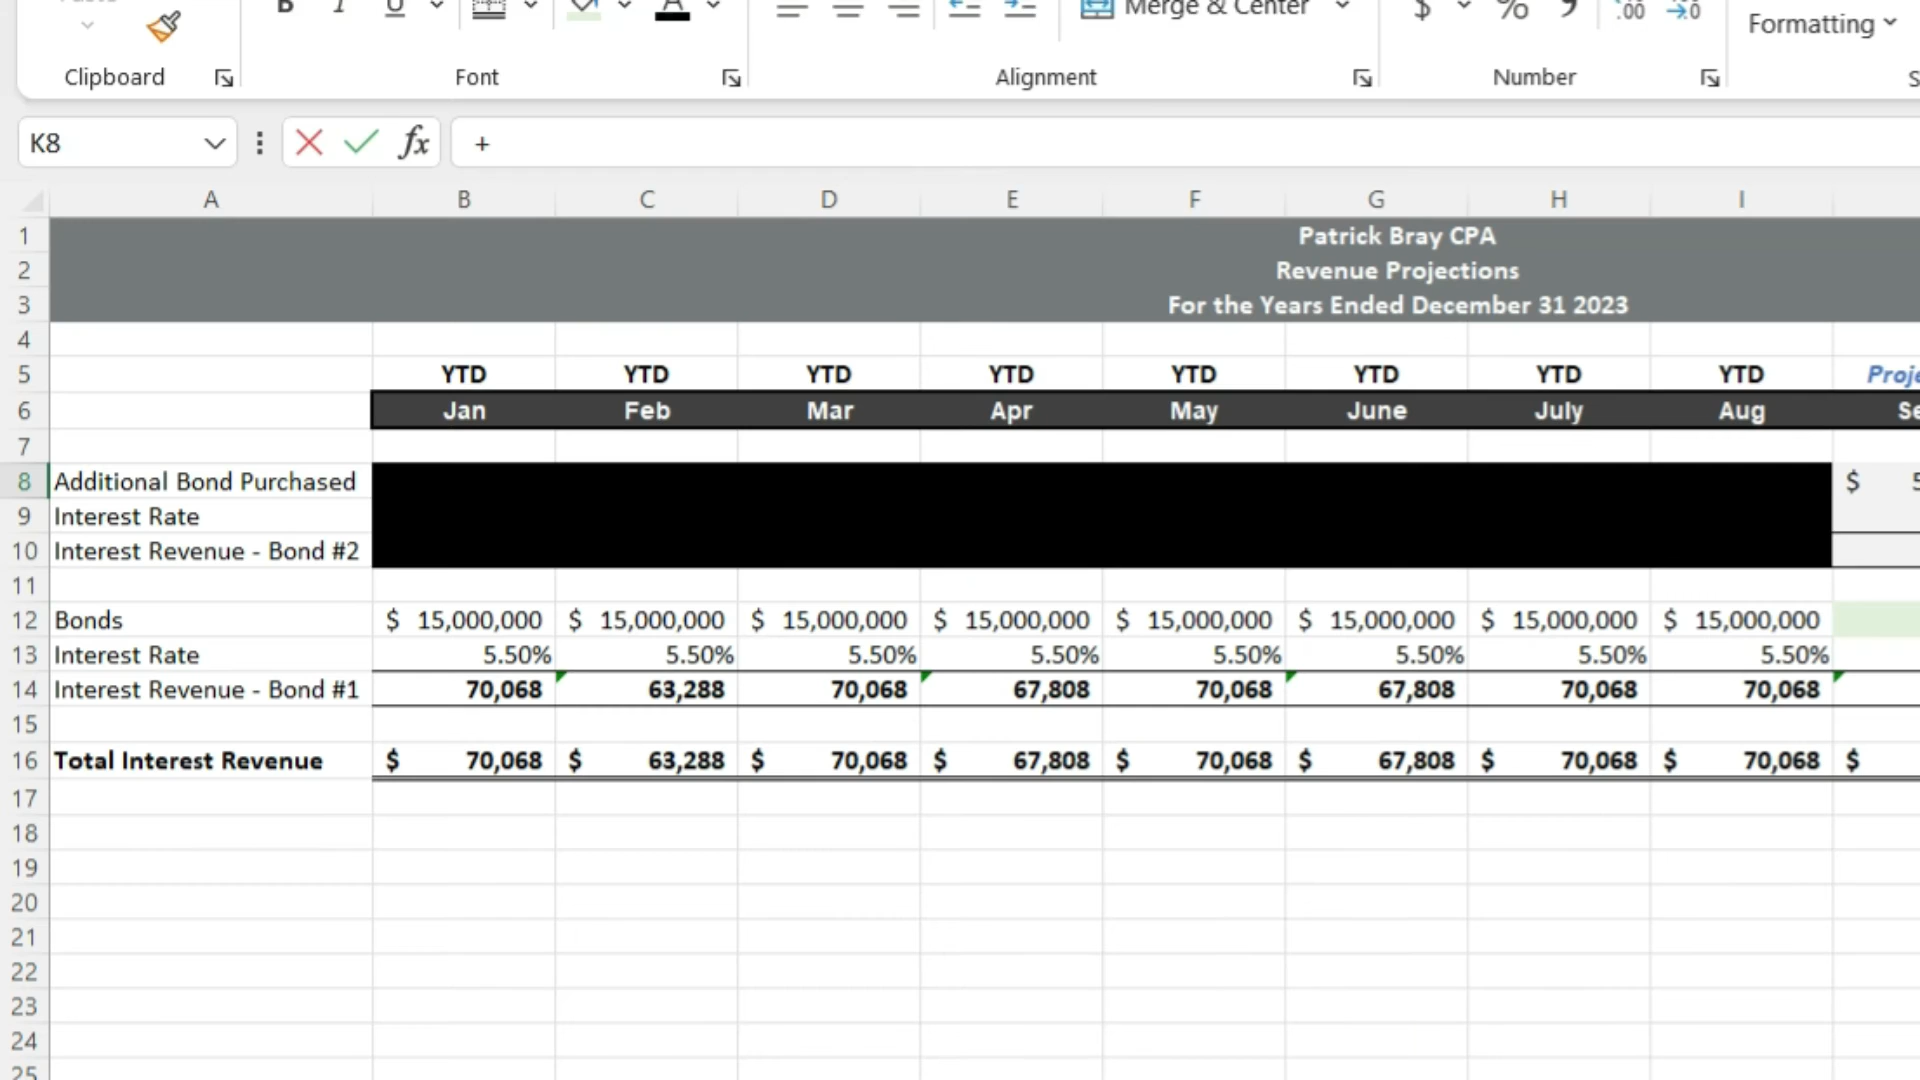 B I U Merge & Center $ % .00 .0
Formatting
Clipboard Font Alignment Number
K8 fx +
A B C D E F G H I
1 Patrick Bray CPA
2 Revenue Projections
3 For the Years Ended December 31 2023
4
5 YTD YTD YTD YTD YTD YTD YTD YTD
6 Jan Feb Mar Apr May June July Aug
7
8 Additional Bond Purchased $
9 Interest Rate
10 Interest Revenue - Bond #2
11
12 Bonds $ 15,000,000 $ 15,000,000 $ 15,000,000 $ 15,000,000 $ 15,000,000 $ 15,000,000 $ 15,000,000 $ 15,000,000
13 Interest Rate 5.50% 5.50% 5.50% 5.50% 5.50% 5.50% 5.50% 5.50%
14 Interest Revenue - Bond #1 70,068 63,288 70,068 67,808 70,068 67,808 70,068 70,068
15
16 Total Interest Revenue $ 70,068 $ 63,288 $ 70,068 $ 67,808 $ 70,068 $ 67,808 $ 70,068 $ 70,068 $
17
18
19
20
21
22
23
24
25